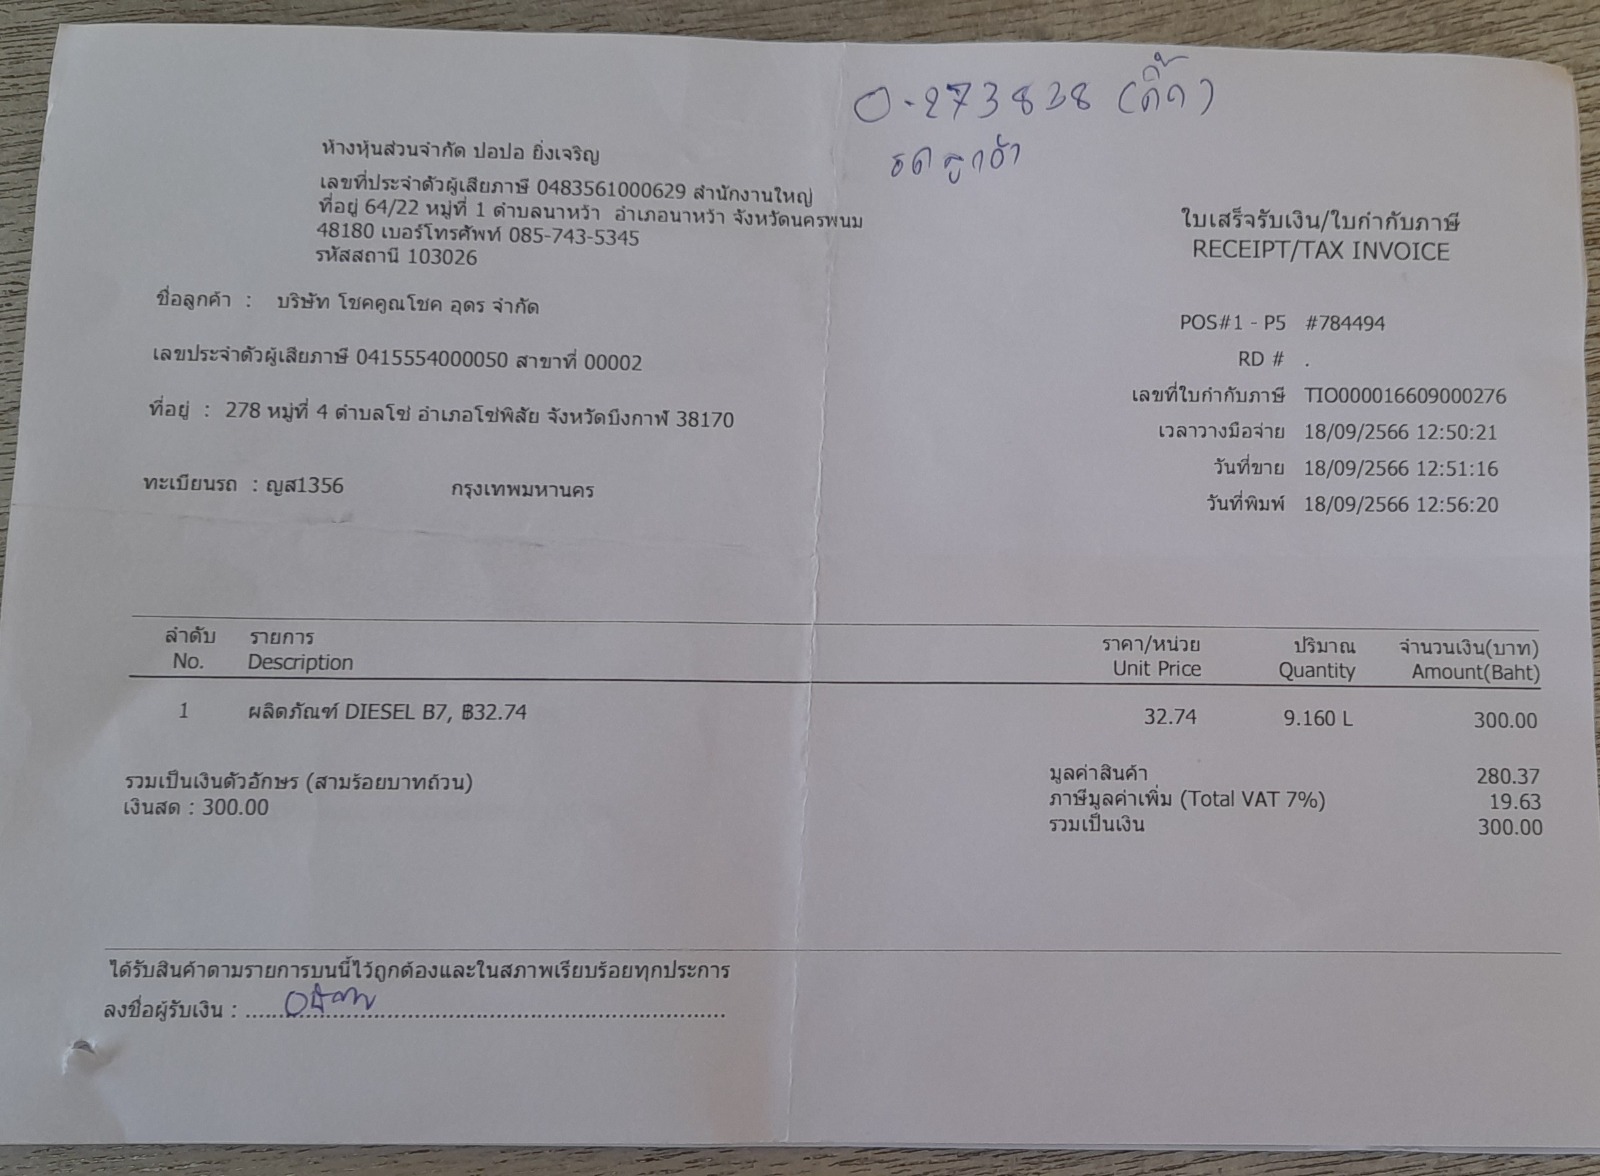 0-273838 (ติ๊ก)
รถลูกค้า
ห้างหุ้นส่วนจำกัด ปอปอ ยิ่งเจริญ
เลขที่ประจำตัวผู้เสียภาษี 0483561000629 สำนักงานใหญ่
ที่อยู่ 64/22 หมู่ที่ 1 ตำบลนาหว้า อำเภอนาหว้า จังหวัดนครพนม
48180 เบอร์โทรศัพท์ 085-743-5345
รหัสสถานี 103026
ใบเสร็จรับเงิน/ใบกำกับภาษี
RECEIPT/TAX INVOICE
ชื่อลูกค้า : บริษัท โชคคูณโชค อุดร จำกัด
เลขประจำตัวผู้เสียภาษี 0415554000050 สาขาที่ 00002
ที่อยู่ : 278 หมู่ที่ 4 ตำบลโซ่ อำเภอโซ่พิสัย จังหวัดบึงกาฬ 38170
ทะเบียนรถ : ญส1356 กรุงเทพมหานคร
POS#1 - P5 #784494
RD # .
เลขที่ใบกำกับภาษี TIO000016609000276
เวลาวางมือจ่าย 18/09/2566 12:50:21
วันที่ขาย 18/09/2566 12:51:16
วันที่พิมพ์ 18/09/2566 12:56:20
ลำดับ รายการ ราคา/หน่วย ปริมาณ จำนวนเงิน(บาท)
No. Description Unit Price Quantity Amount(Baht)
1 ผลิตภัณฑ์ DIESEL B7, ฿32.74 32.74 9.160 L 300.00
รวมเป็นเงินตัวอักษร (สามร้อยบาทถ้วน)
เงินสด : 300.00
มูลค่าสินค้า 280.37
ภาษีมูลค่าเพิ่ม (Total VAT 7%) 19.63
รวมเป็นเงิน 300.00
ได้รับสินค้าตามรายการบนนี้ไว้ถูกต้องและในสภาพเรียบร้อยทุกประการ
ลงชื่อผู้รับเงิน : ............................................................